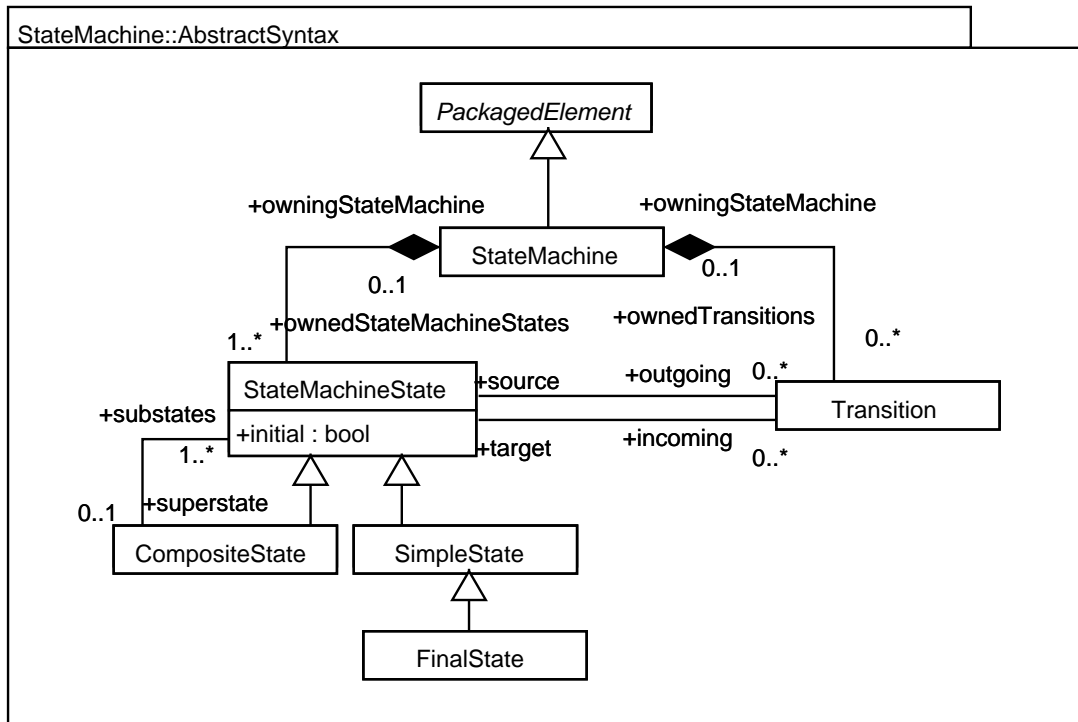 StateMachine::AbstractSyntax
PackagedElement
+owningStateMachine
+owningStateMachine
StateMachine
0..1
0..1
+ownedStateMachineStates
+ownedTransitions
1..*
0..*
StateMachineState
+source
+outgoing
0..*
Transition
+substates
+initial : bool
+target
+incoming
1..*
0..*
0..1
+superstate
CompositeState
SimpleState
FinalState